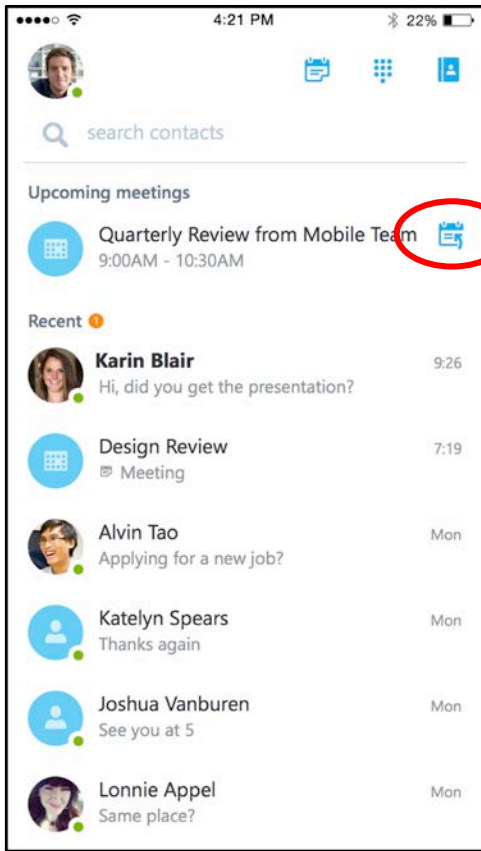 4:21 PM 22%
search contacts
Upcoming meetings
Quarterly Review from Mobile Team
9:00AM - 10:30AM
Recent 1
Karin Blair 9:26
Hi, did you get the presentation?
Design Review 7:19
Meeting
Alvin Tao Mon
Applying for a new job?
Katelyn Spears Mon
Thanks again
Joshua Vanburen Mon
See you at 5
Lonnie Appel Mon
Same place?